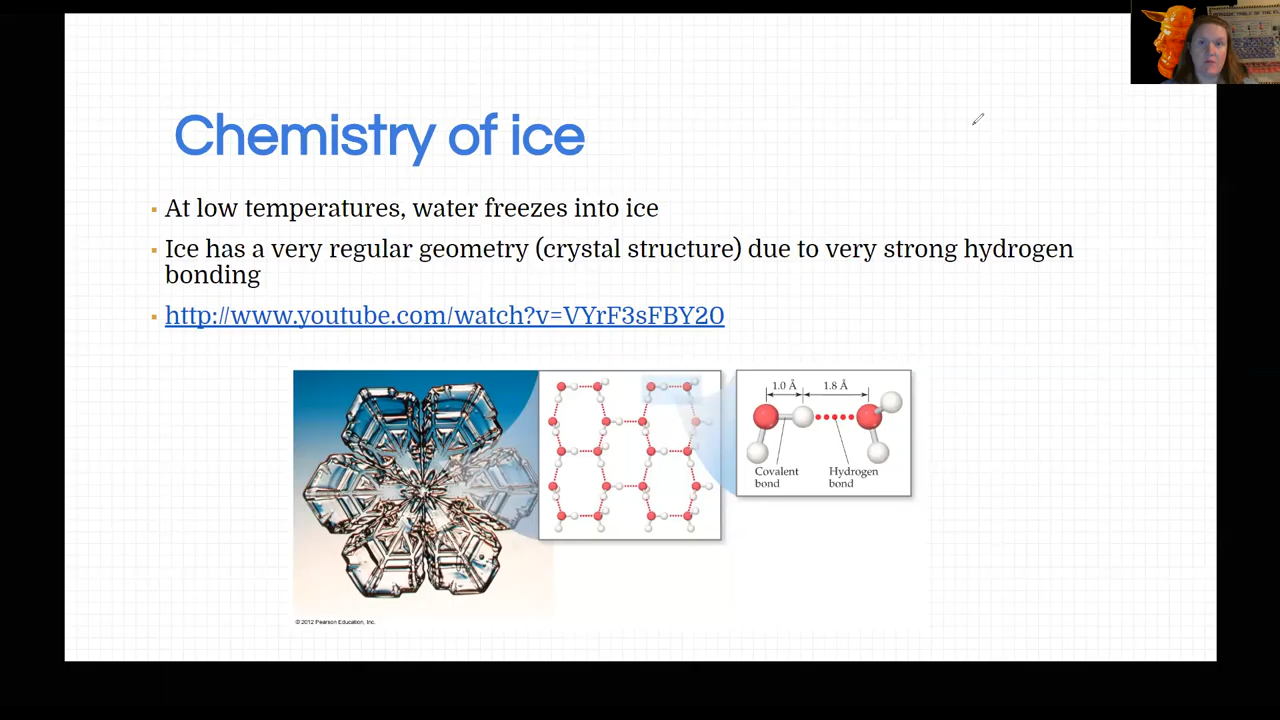 Chemistry of ice
At low temperatures, water freezes into ice
Ice has a very regular geometry (crystal structure) due to very strong hydrogen
bonding
http://www.youtube.com/watch?v=VYrF3sFBY20
1.0 Å 1.8 Å
Covalent
bond
Hydrogen
bond
© 2012 Pearson Education, Inc.